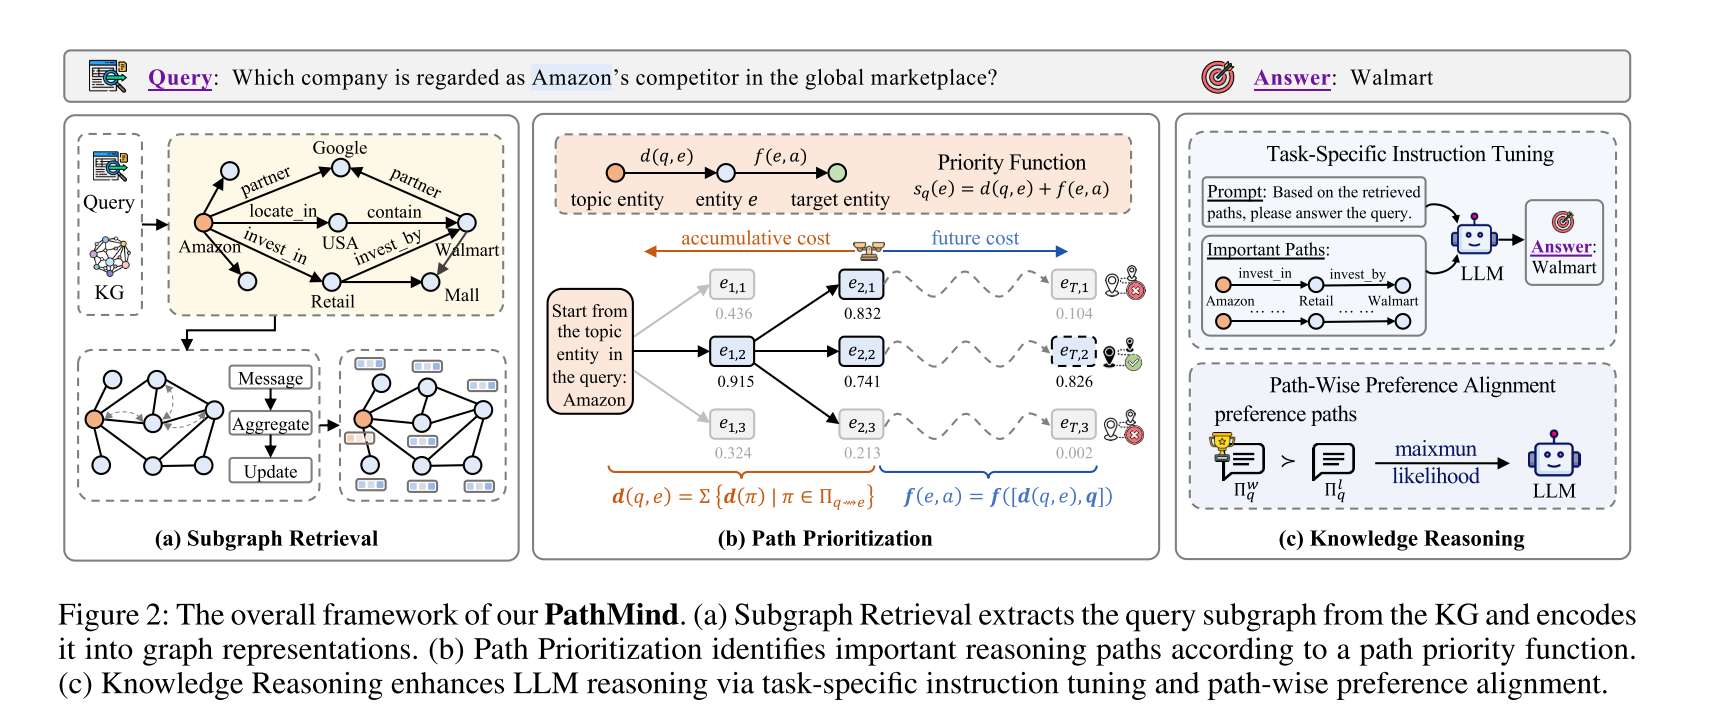 Query: Which company is regarded as Amazon's competitor in the global marketplace?
Answer: Walmart
Query
KG
Google
partner
partner
locate_in
contain
Amazon
USA
invest_in
invest_by
Walmart
Retail
Mall
Message
Aggregate
Update
(a) Subgraph Retrieval
d(q, e)
f(e, a)
topic entity
entity e
target entity
Priority Function
s_q(e) = d(q, e) + f(e, a)
accumulative cost
future cost
Start from
the topic
entity in
the query:
Amazon
e1,1
0.436
e2,1
0.832
eT,1
0.104
e1,2
0.915
e2,2
0.741
eT,2
0.826
e1,3
0.324
e2,3
0.213
eT,3
0.002
d(q, e) = Σ {d(π) | π ∈ Π_q⇝e}
f(e, a) = f([d(q, e), q])
(b) Path Prioritization
Task-Specific Instruction Tuning
Prompt: Based on the retrieved
paths, please answer the query.
Important Paths:
invest_in
invest_by
Amazon
Retail
Walmart
... ...
... ...
LLM
Answer:
Walmart
Path-Wise Preference Alignment
preference paths
≻
maixmun
likelihood
Π_q^w
Π_q^l
LLM
(c) Knowledge Reasoning
Figure 2: The overall framework of our PathMind. (a) Subgraph Retrieval extracts the query subgraph from the KG and encodes
it into graph representations. (b) Path Prioritization identifies important reasoning paths according to a path priority function.
(c) Knowledge Reasoning enhances LLM reasoning via task-specific instruction tuning and path-wise preference alignment.